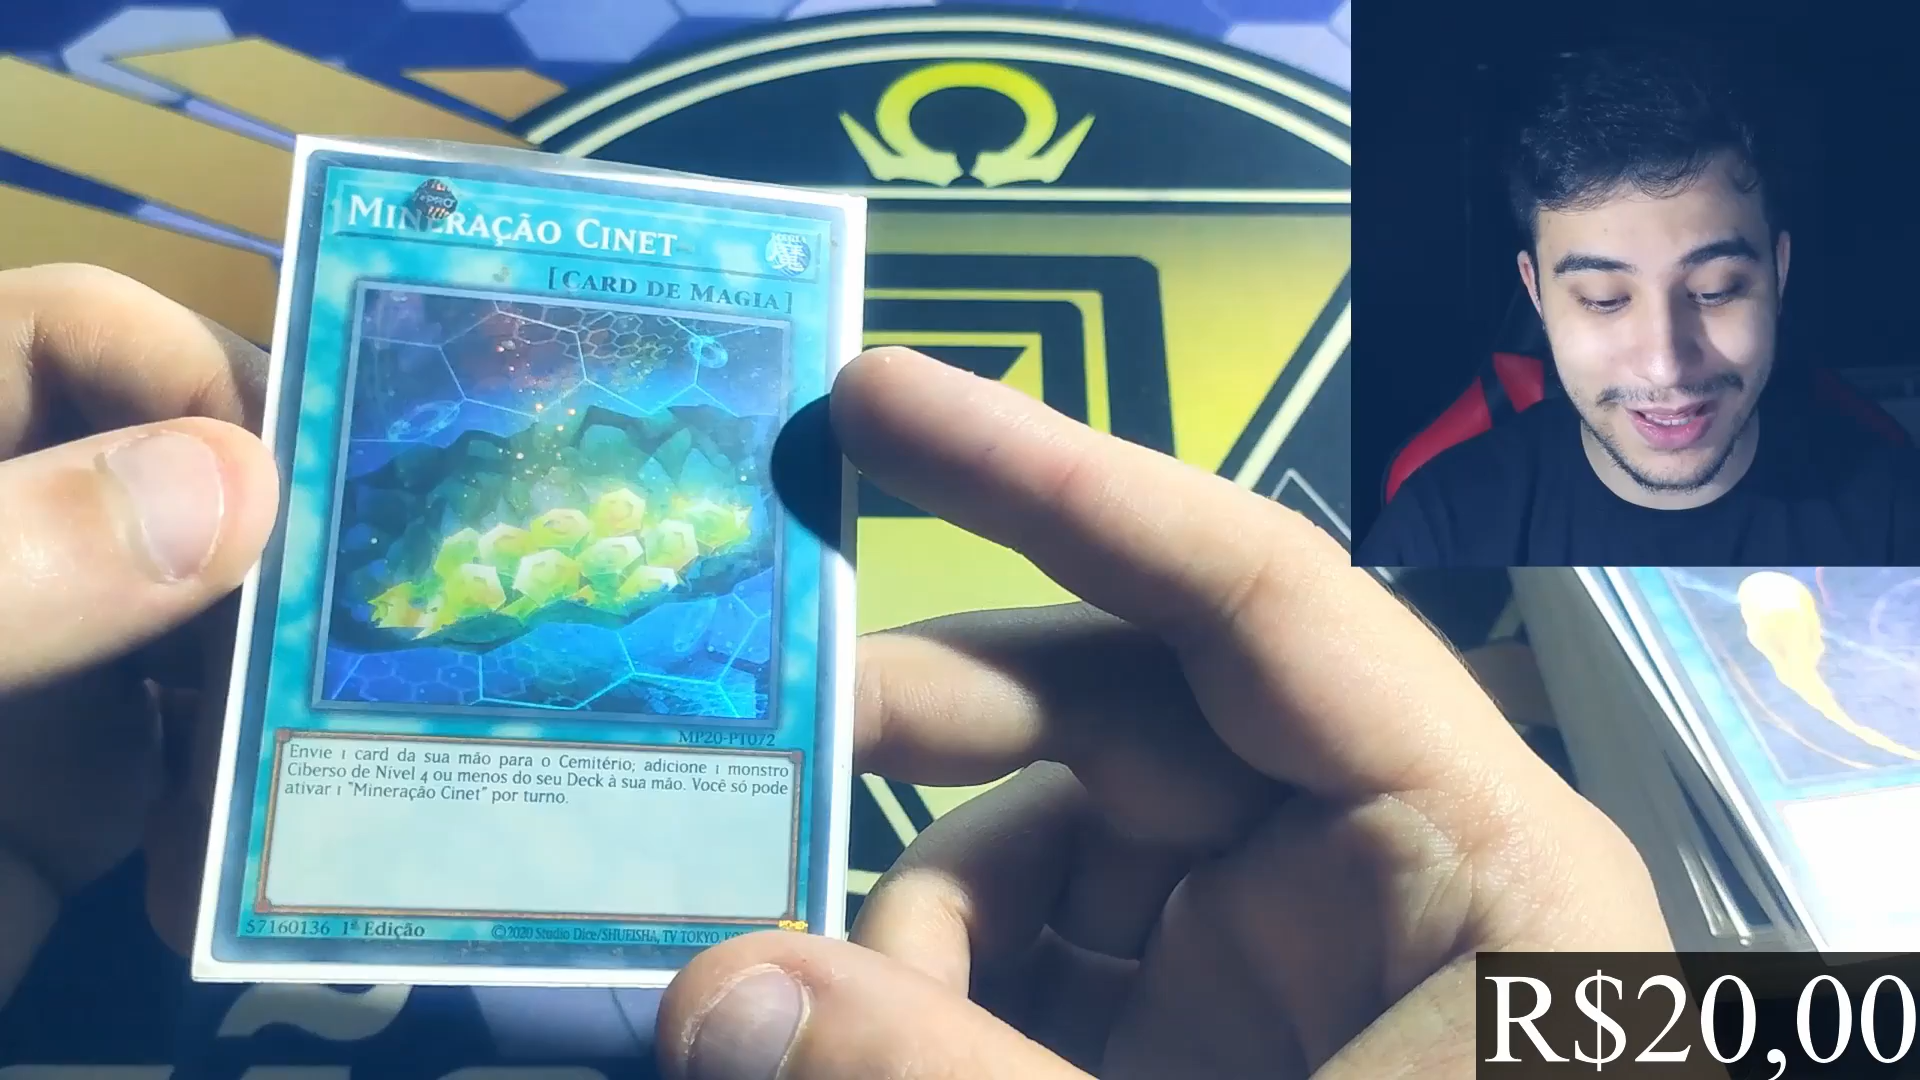 Mineração Cinet
[Card de Magia]
MP20-PT072
Envie 1 card da sua mão para o Cemitério; adicione 1 monstro
Ciberso de Nível 4 ou menos do seu Deck à sua mão. Você só pode
ativar 1 "Mineração Cinet" por turno.
57160136 1ª Edição
©2020 Studio Dice/SHUEISHA, TV TOKYO,
R$20,00